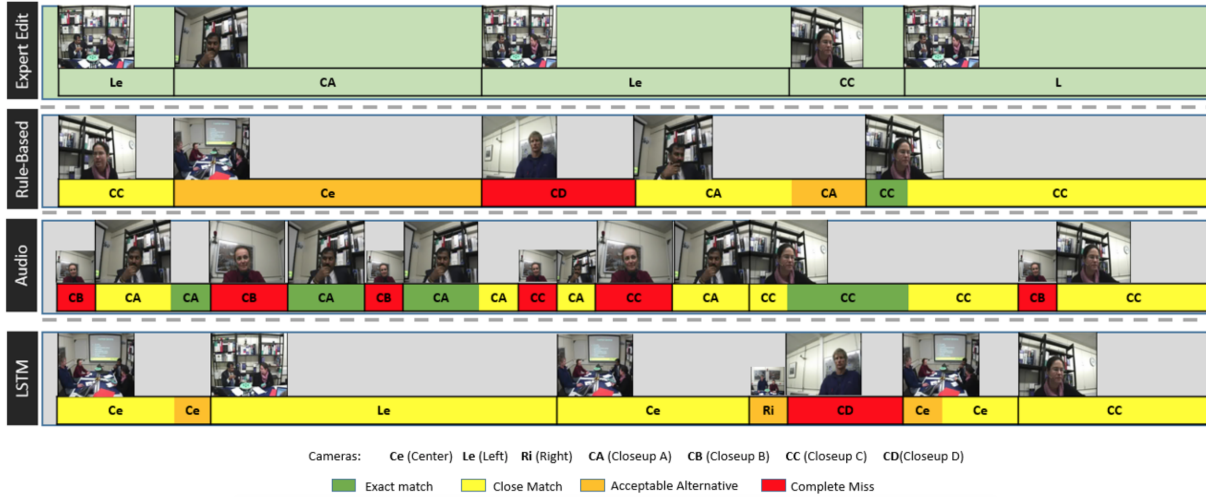 Expert Edit
Le CA Le CC L
Rule-Based
CC Ce CD CA CA CC CC
Audio
CB CA CA CB CA CB CA CA CC CA CC CA CC CC CC CB CC
LSTM
Ce Ce Le Ce Ri CD Ce Ce CC
Cameras: Ce (Center) Le (Left) Ri (Right) CA (Closeup A) CB (Closeup B) CC (Closeup C) CD(Closeup D)
Exact match Close Match Acceptable Alternative Complete Miss